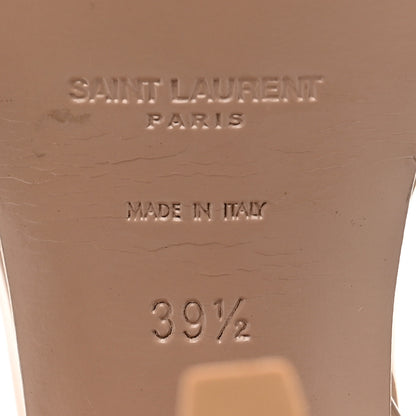 SAINT LAURENT
PARIS
MADE IN ITALY
39½